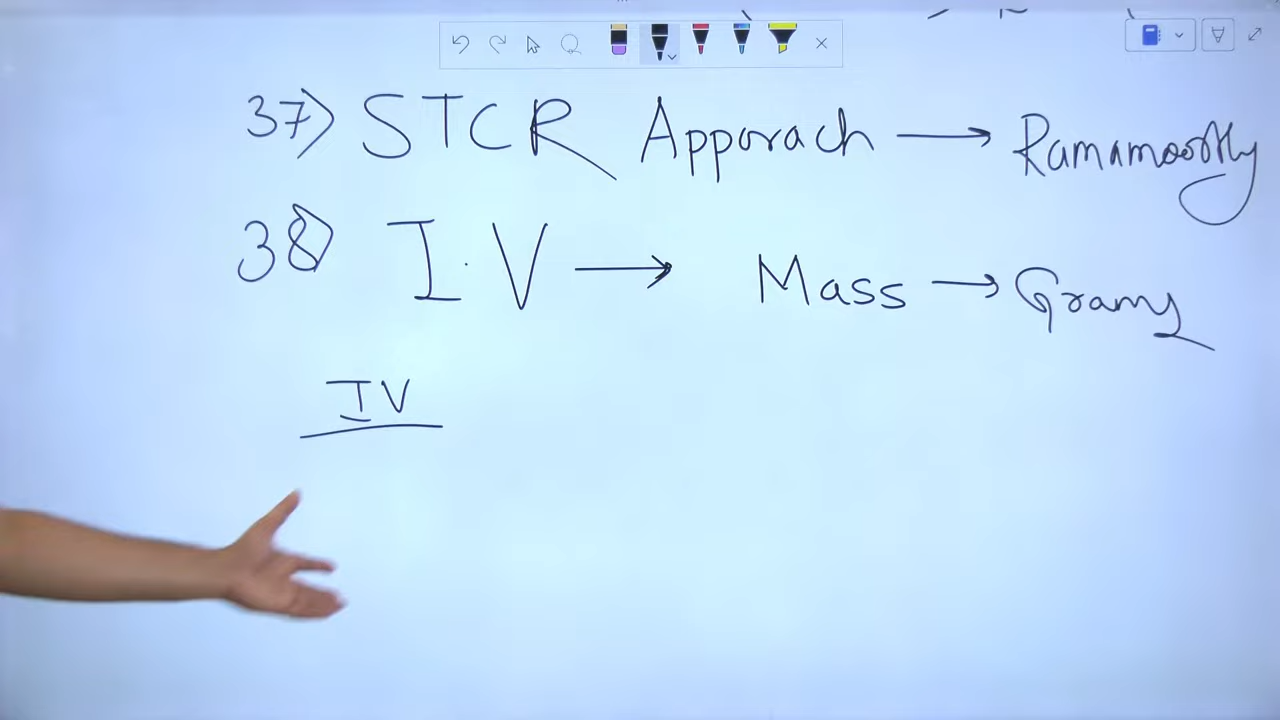 37) STCR Apporach → Ramamoorthy
38) I.V → Mass → Grams
IV